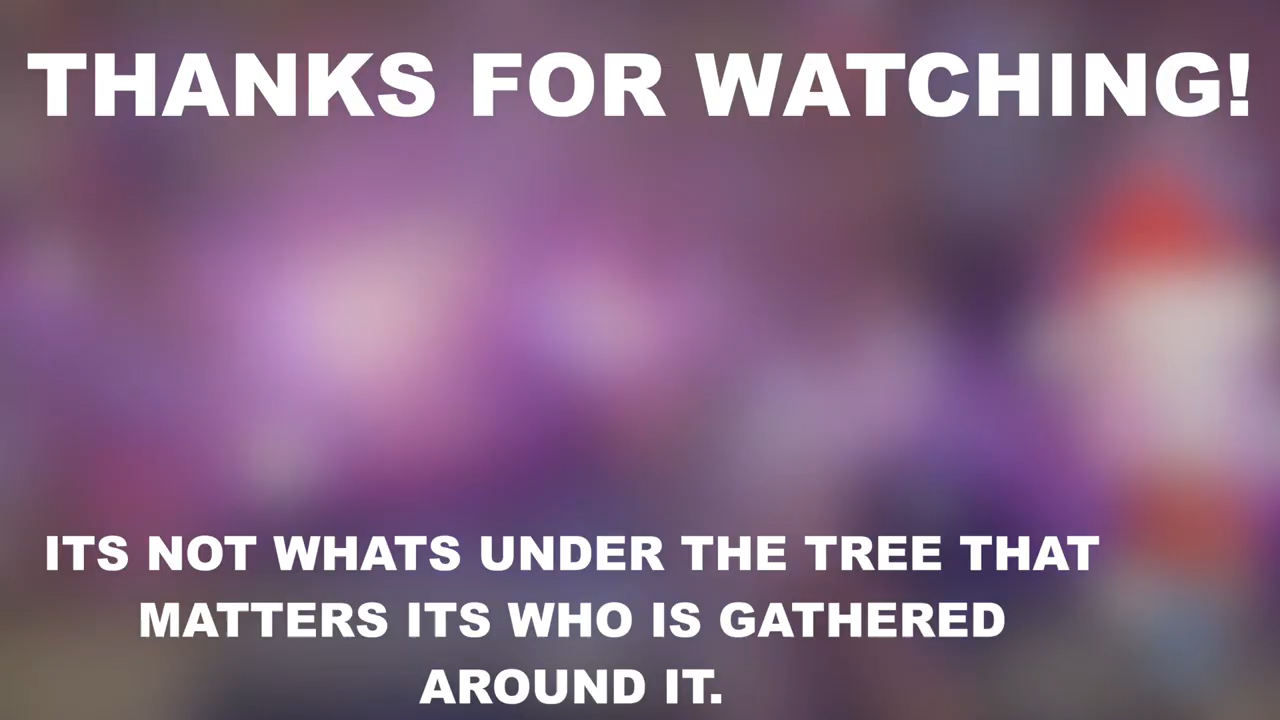 THANKS FOR WATCHING!
ITS NOT WHATS UNDER THE TREE THAT
MATTERS ITS WHO IS GATHERED
AROUND IT.